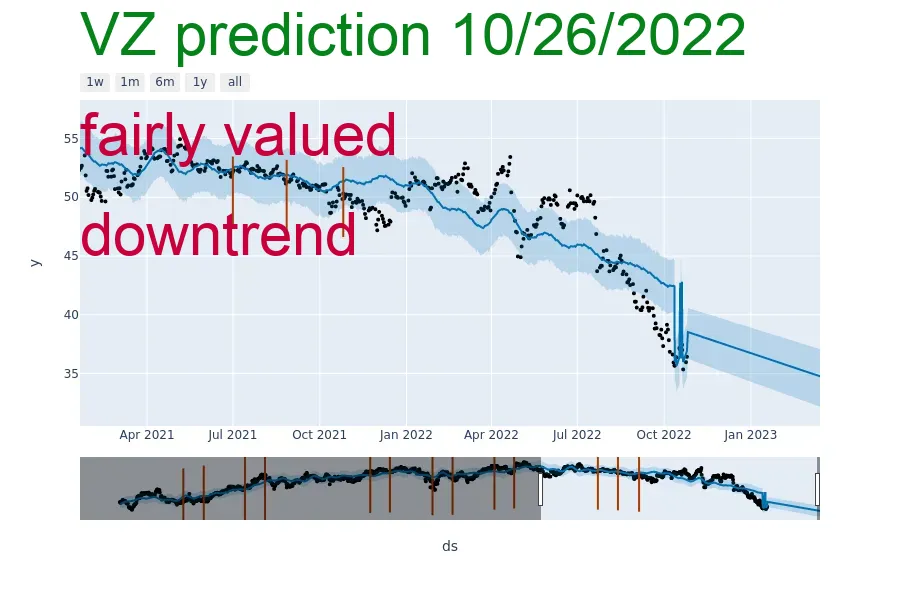 VZ prediction 10/26/2022
1w 1m 6m 1y all
fairly valued
downtrend
55
50
45
40
35
y
Apr 2021 Jul 2021 Oct 2021 Jan 2022 Apr 2022 Jul 2022 Oct 2022 Jan 2023
ds